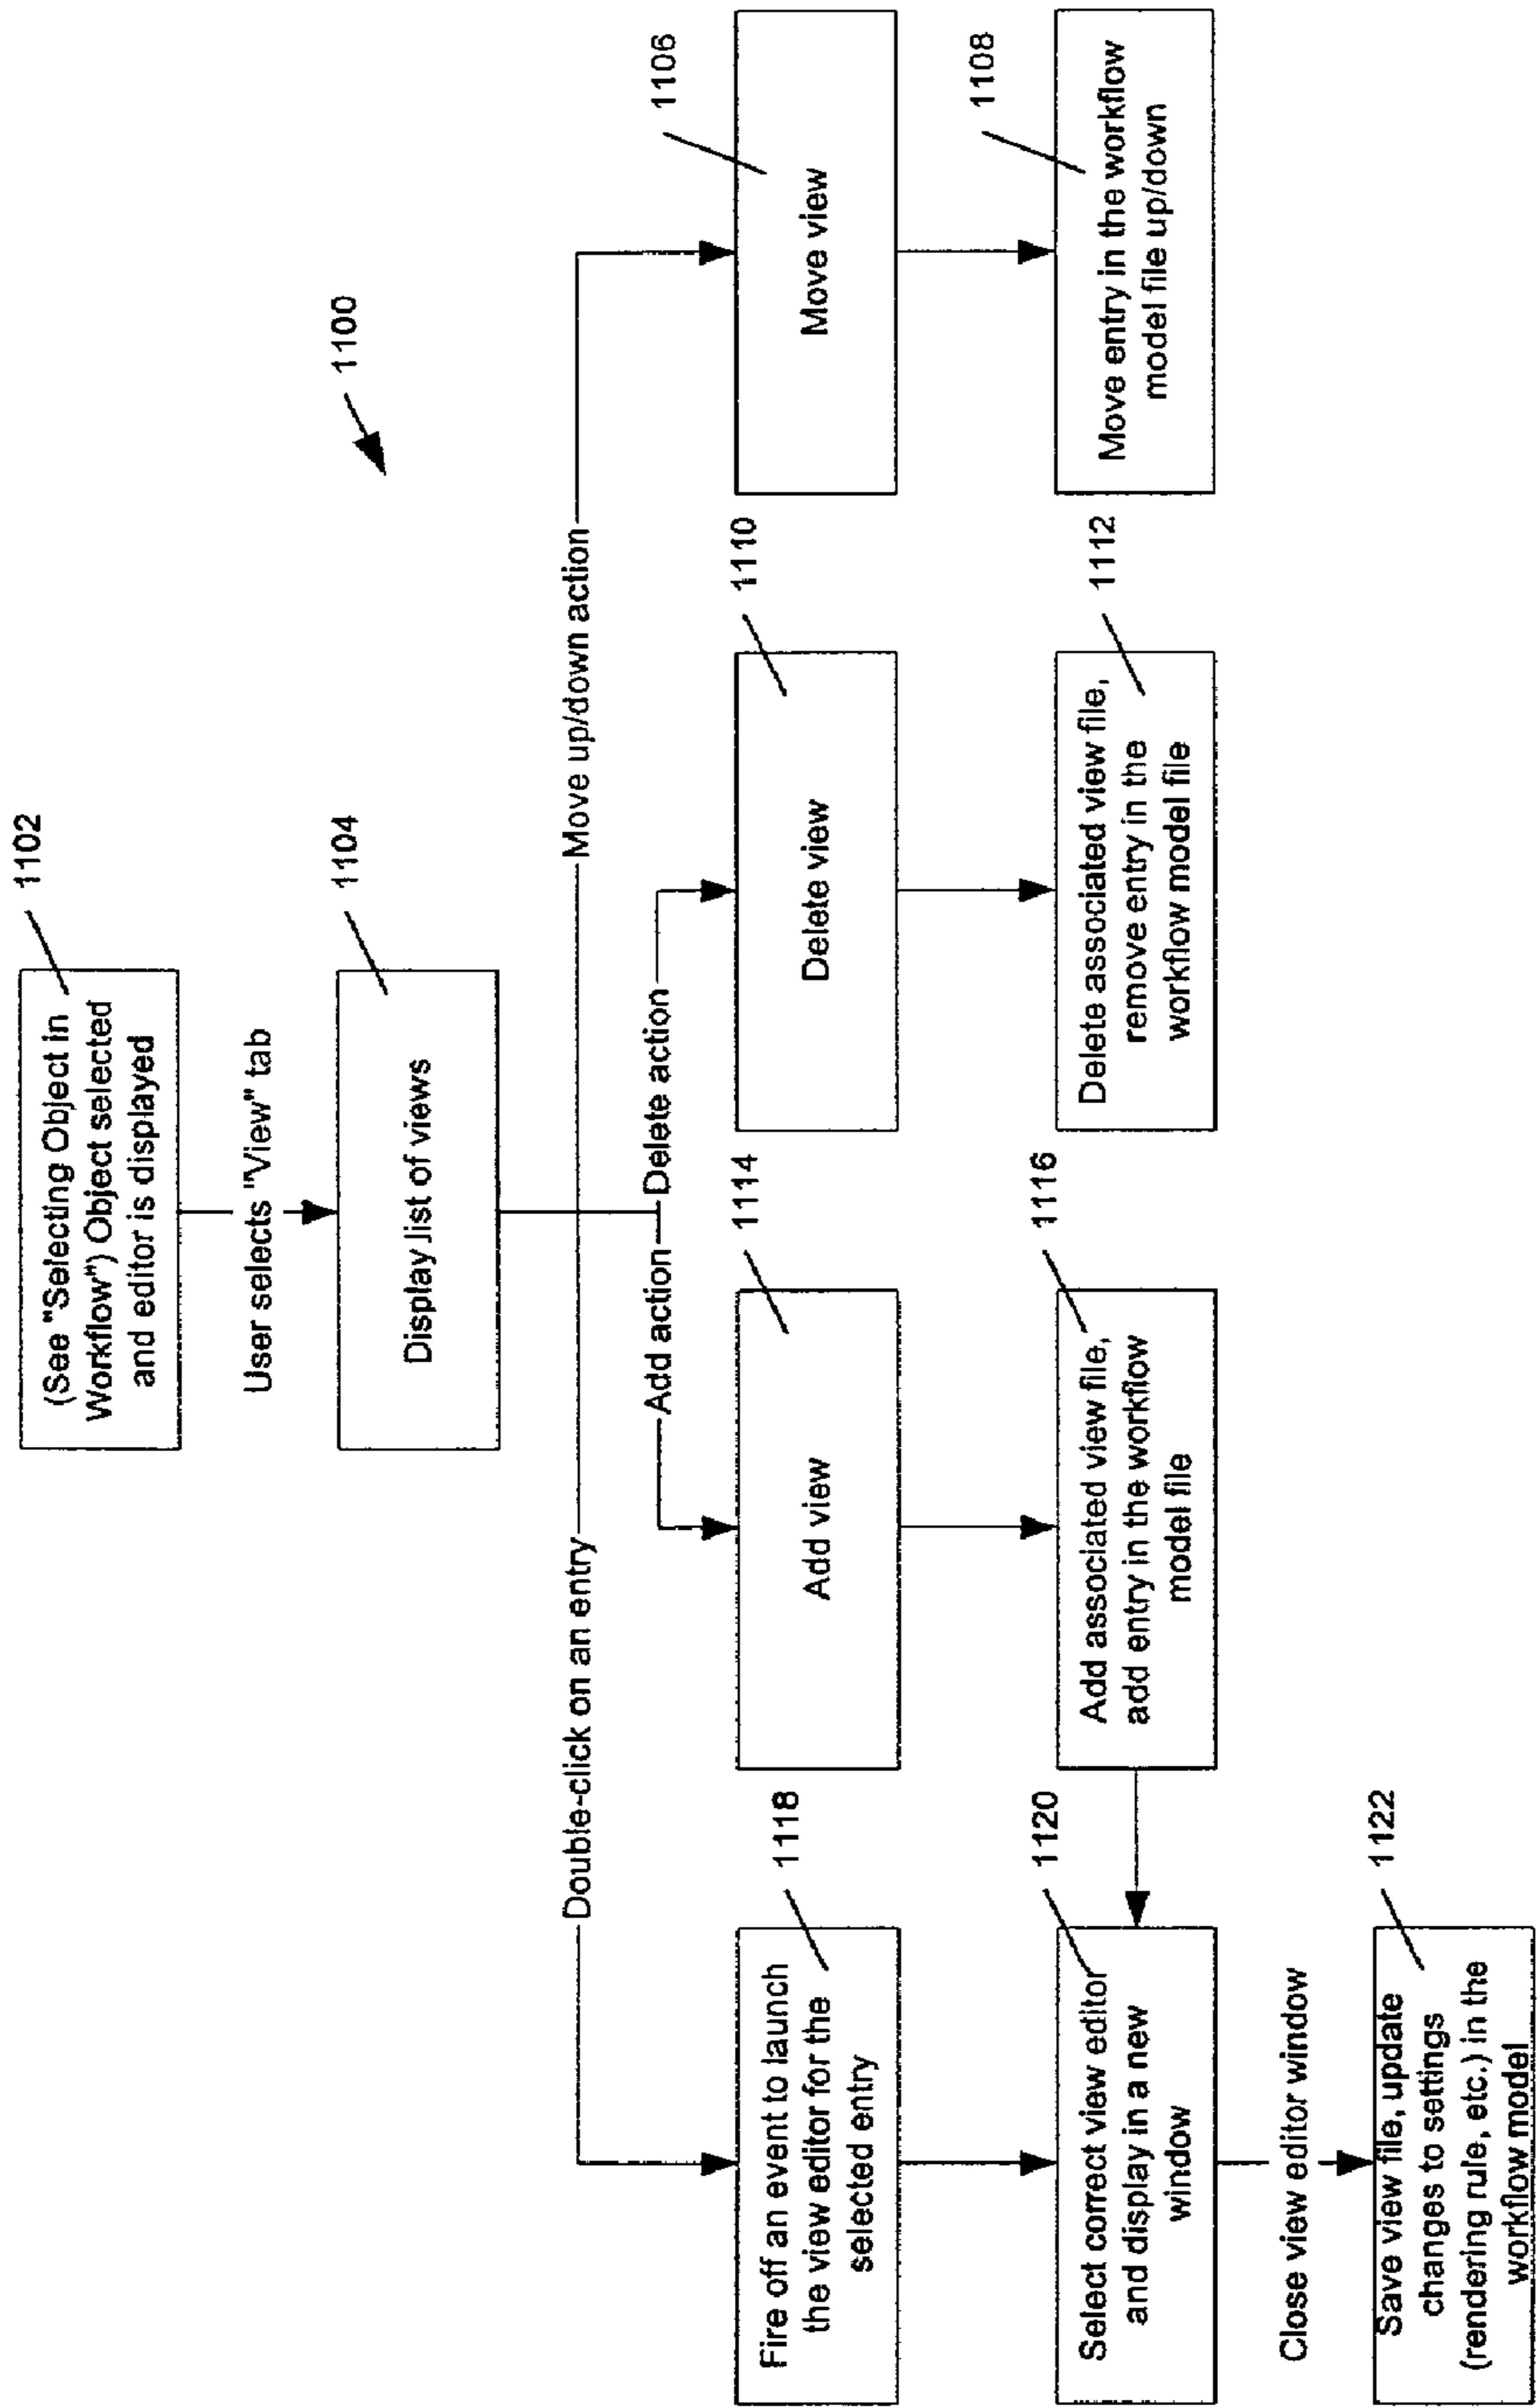 1102
(See "Selecting Object in
Workflow") Object selected
and editor is displayed
User selects "View" tab
1104
Display list of views
1100
Double-click on an entry
Move up/down action
Add action
Delete action
1118
Fire off an event to launch
the view editor for the
selected entry
1114
Add view
1110
Delete view
1106
Move view
1120
Select correct view editor
and display in a new
window
1116
Add associated view file,
add entry in the workflow
model file
1112
Delete associated view file,
remove entry in the
workflow model file
1108
Move entry in the workflow
model file up/down
Close view editor window
1122
Save view file, update
changes to settings
(rendering rule, etc.) in the
workflow model